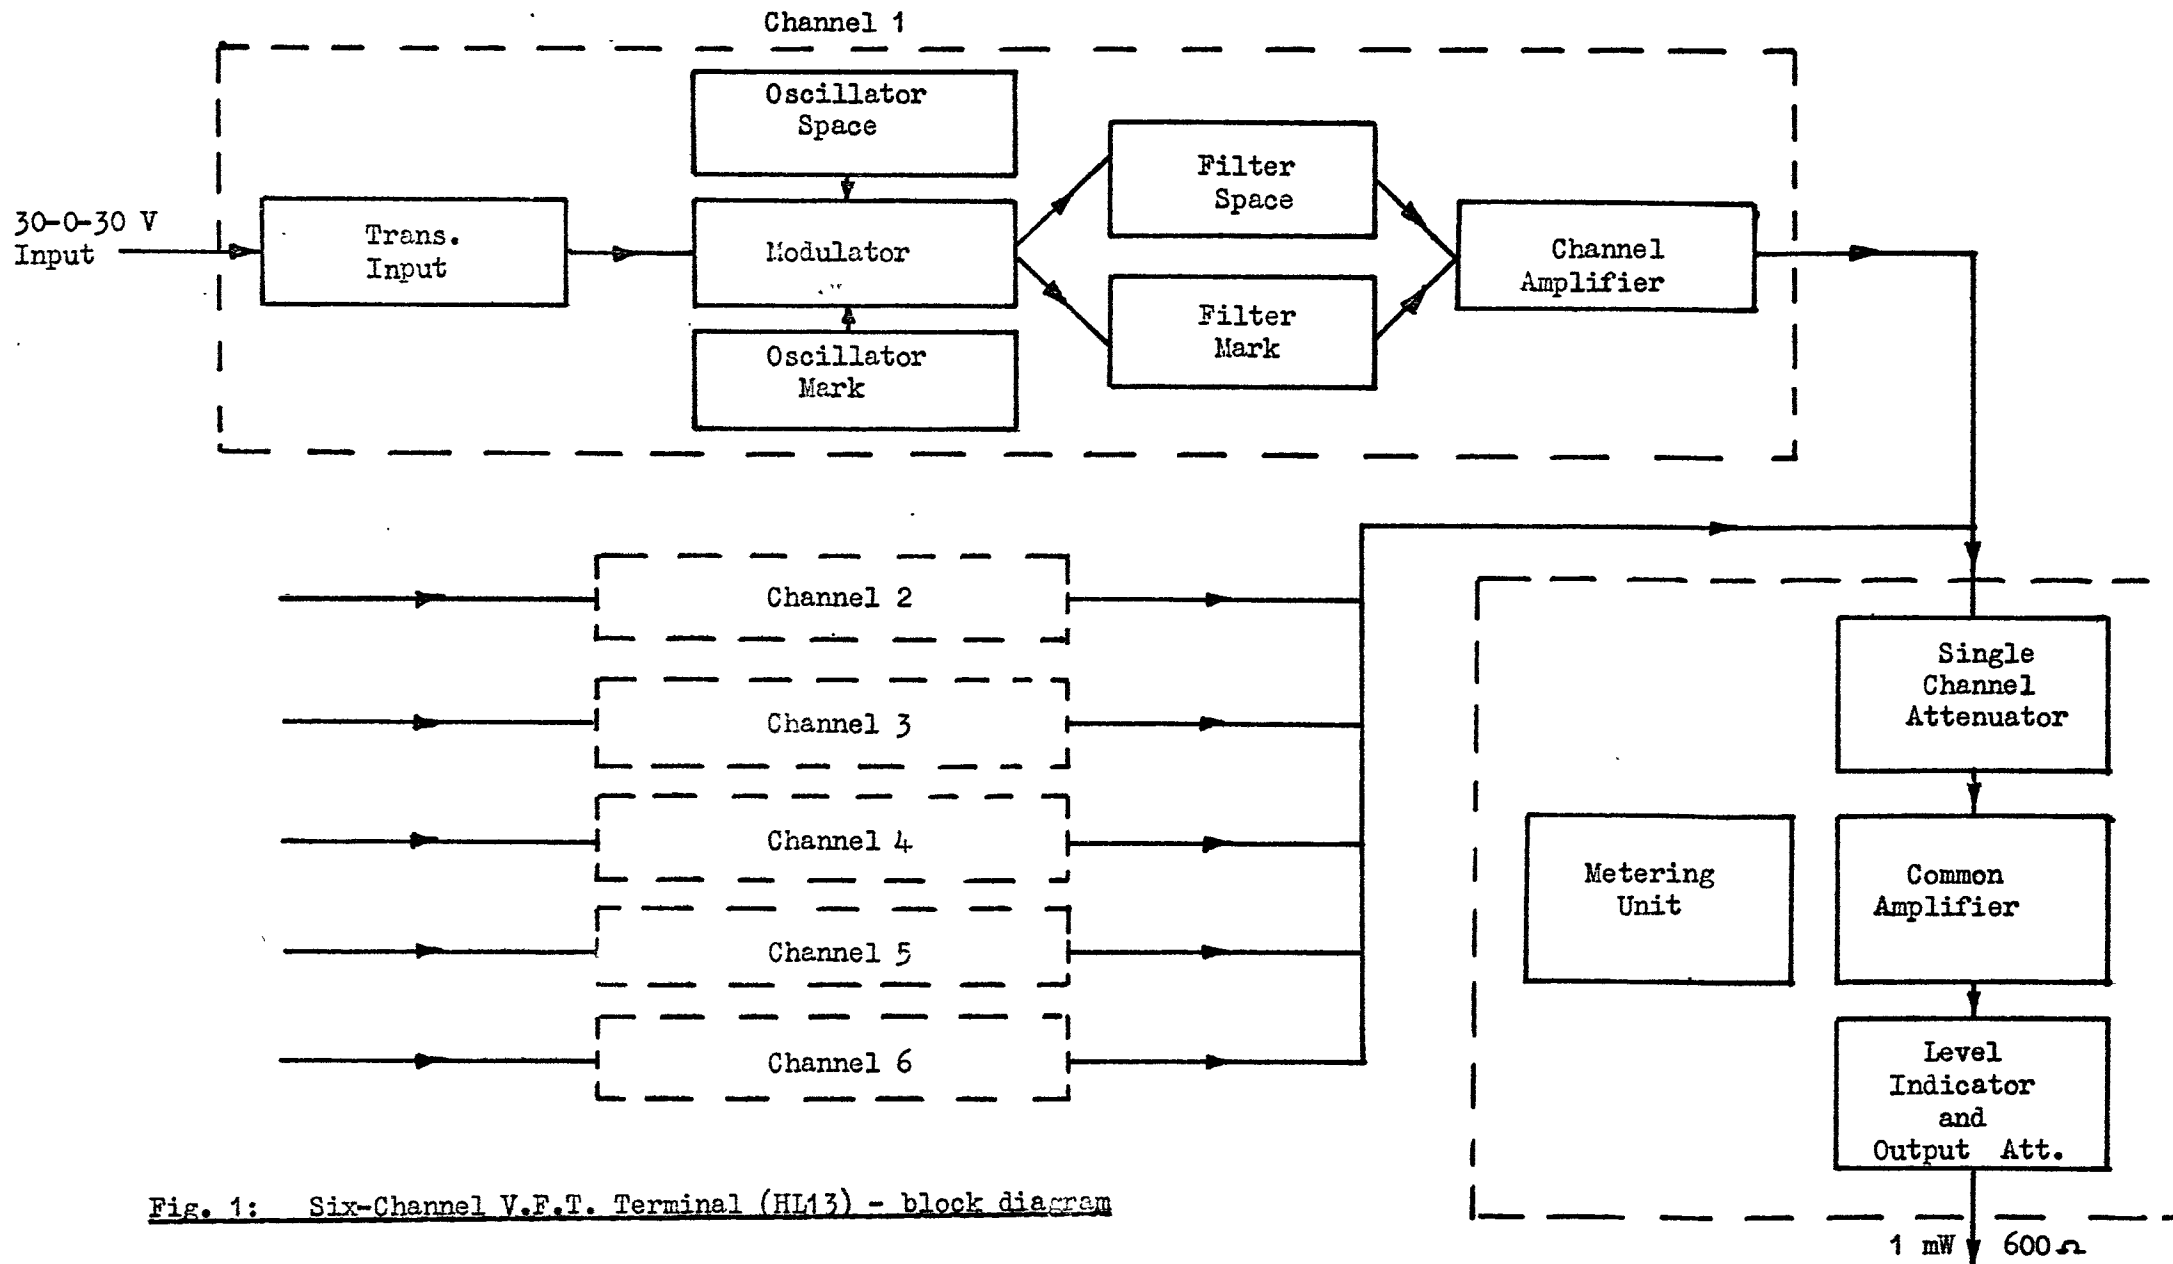 Channel 1
Oscillator
Space
30-0-30 V
Input
Trans.
Input
Modulator
Oscillator
Mark
Filter
Space
Filter
Mark
Channel
Amplifier
Channel 2
Channel 3
Channel 4
Channel 5
Channel 6
Single
Channel
Attenuator
Metering
Unit
Common
Amplifier
Level
Indicator
and
Output Att.
1 mW 600Ω
Fig. 1: Six-Channel V.F.T. Terminal (HL13) - block diagram